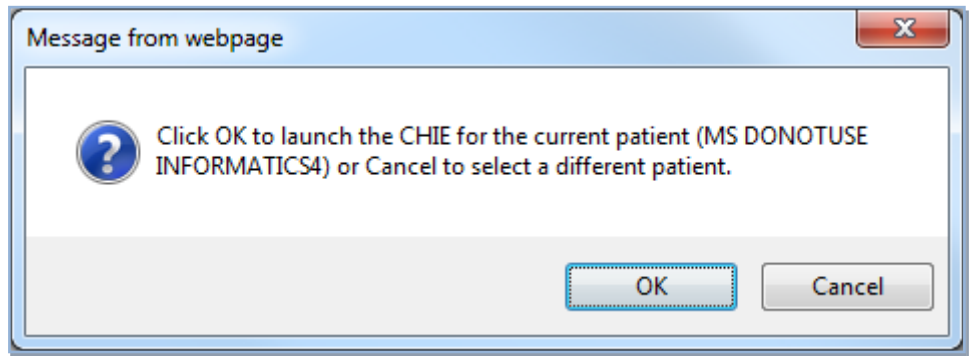 Message from webpage
Click OK to launch the CHIE for the current patient (MS DONOTUSE
INFORMATICS4) or Cancel to select a different patient.
OK
Cancel